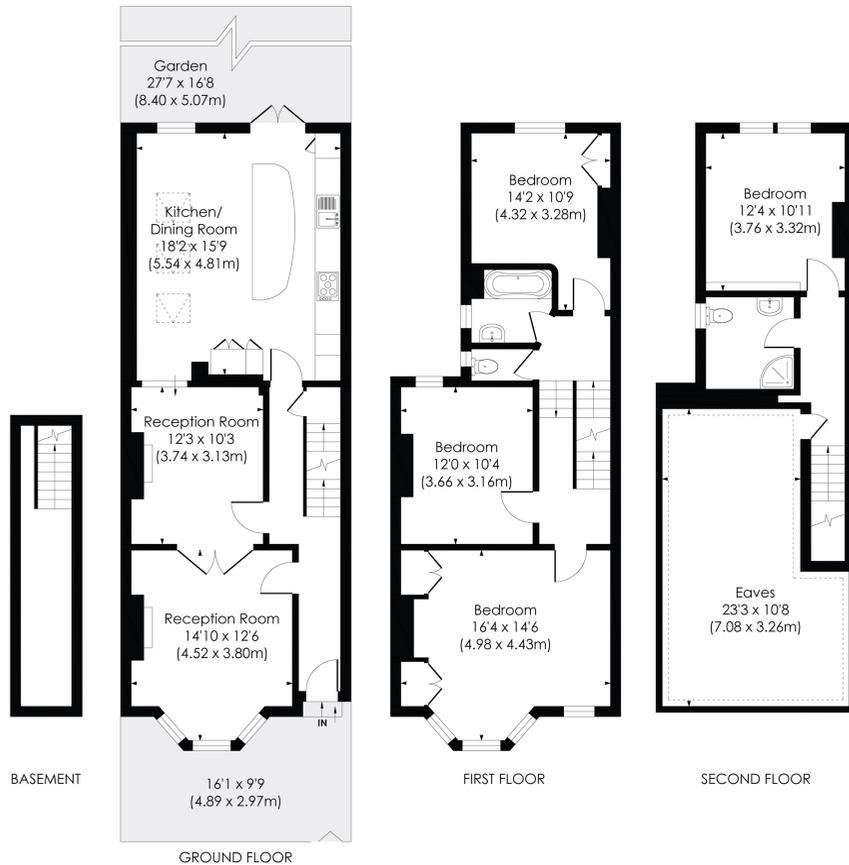 Garden
27'7 x 16'8
(8.40 x 5.07m)
Kitchen/
Dining Room
18'2 x 15'9
(5.54 x 4.81m)
Reception Room
12'3 x 10'3
(3.74 x 3.13m)
Reception Room
14'10 x 12'6
(4.52 x 3.80m)
IN
16'1 x 9'9
(4.89 x 2.97m)
Bedroom
14'2 x 10'9
(4.32 x 3.28m)
Bedroom
12'0 x 10'4
(3.66 x 3.16m)
Bedroom
16'4 x 14'6
(4.98 x 4.43m)
Bedroom
12'4 x 10'11
(3.76 x 3.32m)
Eaves
23'3 x 10'8
(7.08 x 3.26m)
BASEMENT
GROUND FLOOR
FIRST FLOOR
SECOND FLOOR